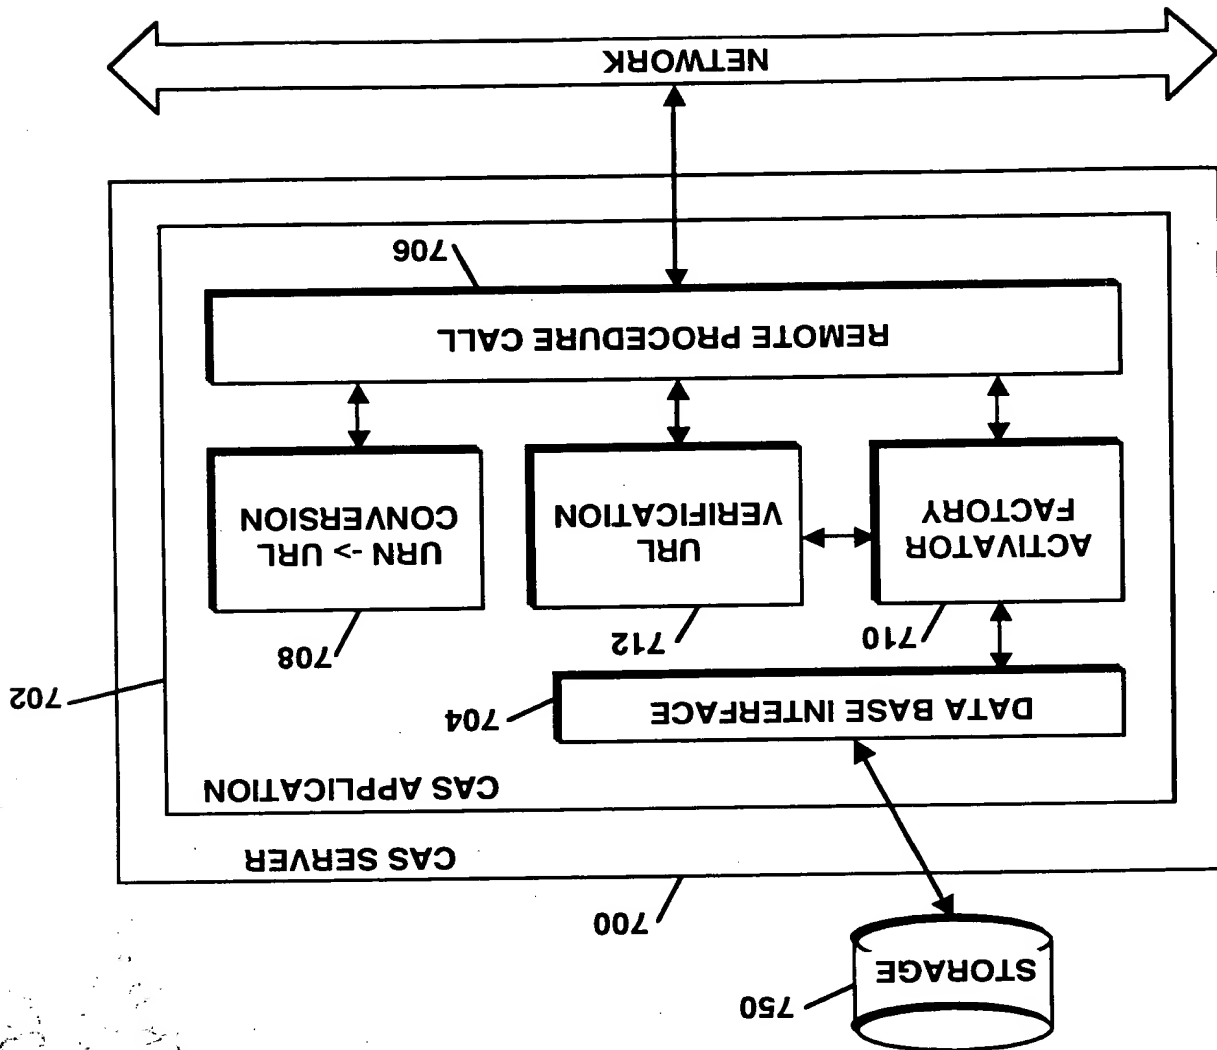 STORAGE
750
700
CAS SERVER
CAS APPLICATION
DATA BASE INTERFACE
704
702
710
712
708
ACTIVATOR
FACTORY
URL
VERIFICATION
URN -> URL
CONVERSION
REMOTE PROCEDURE CALL
706
NETWORK